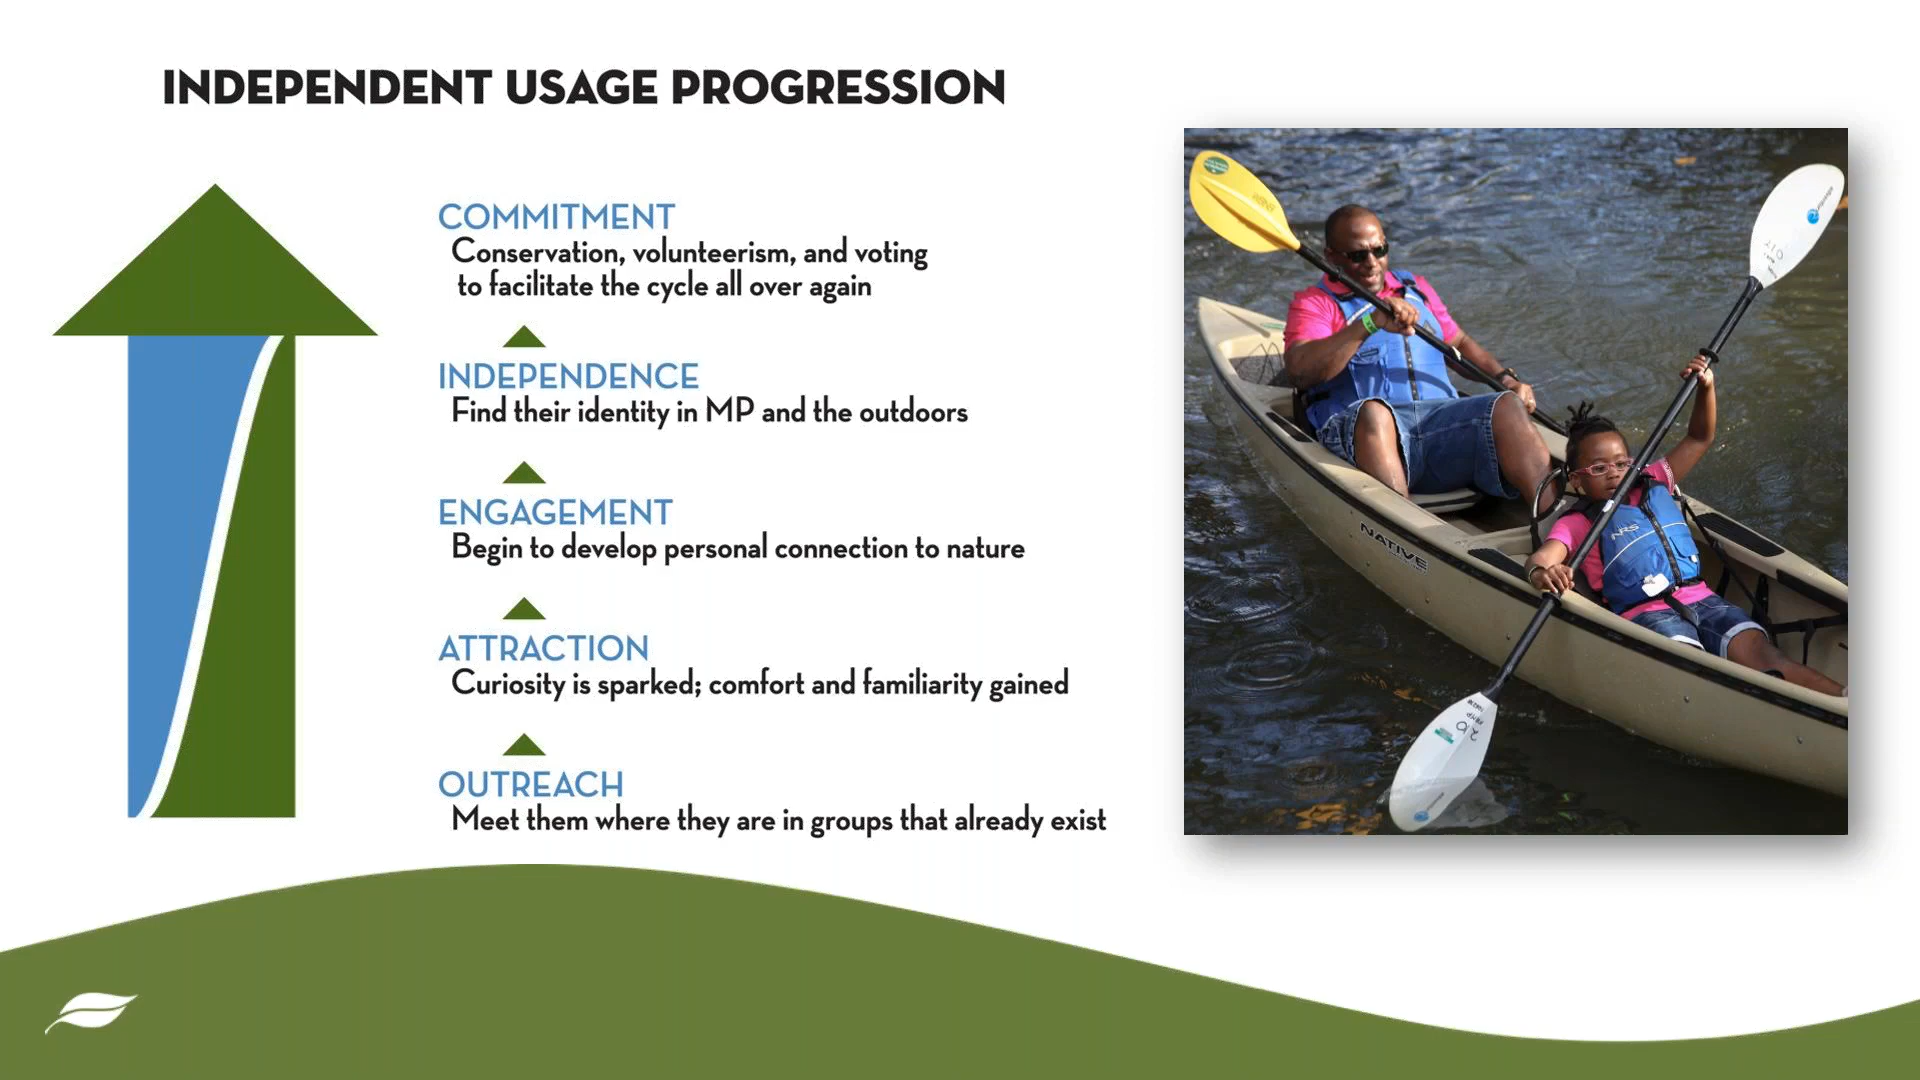 INDEPENDENT USAGE PROGRESSION
COMMITMENT
Conservation, volunteerism, and voting
to facilitate the cycle all over again
INDEPENDENCE
Find their identity in MP and the outdoors
ENGAGEMENT
Begin to develop personal connection to nature
ATTRACTION
Curiosity is sparked; comfort and familiarity gained
OUTREACH
Meet them where they are in groups that already exist
NATIVE
NRS